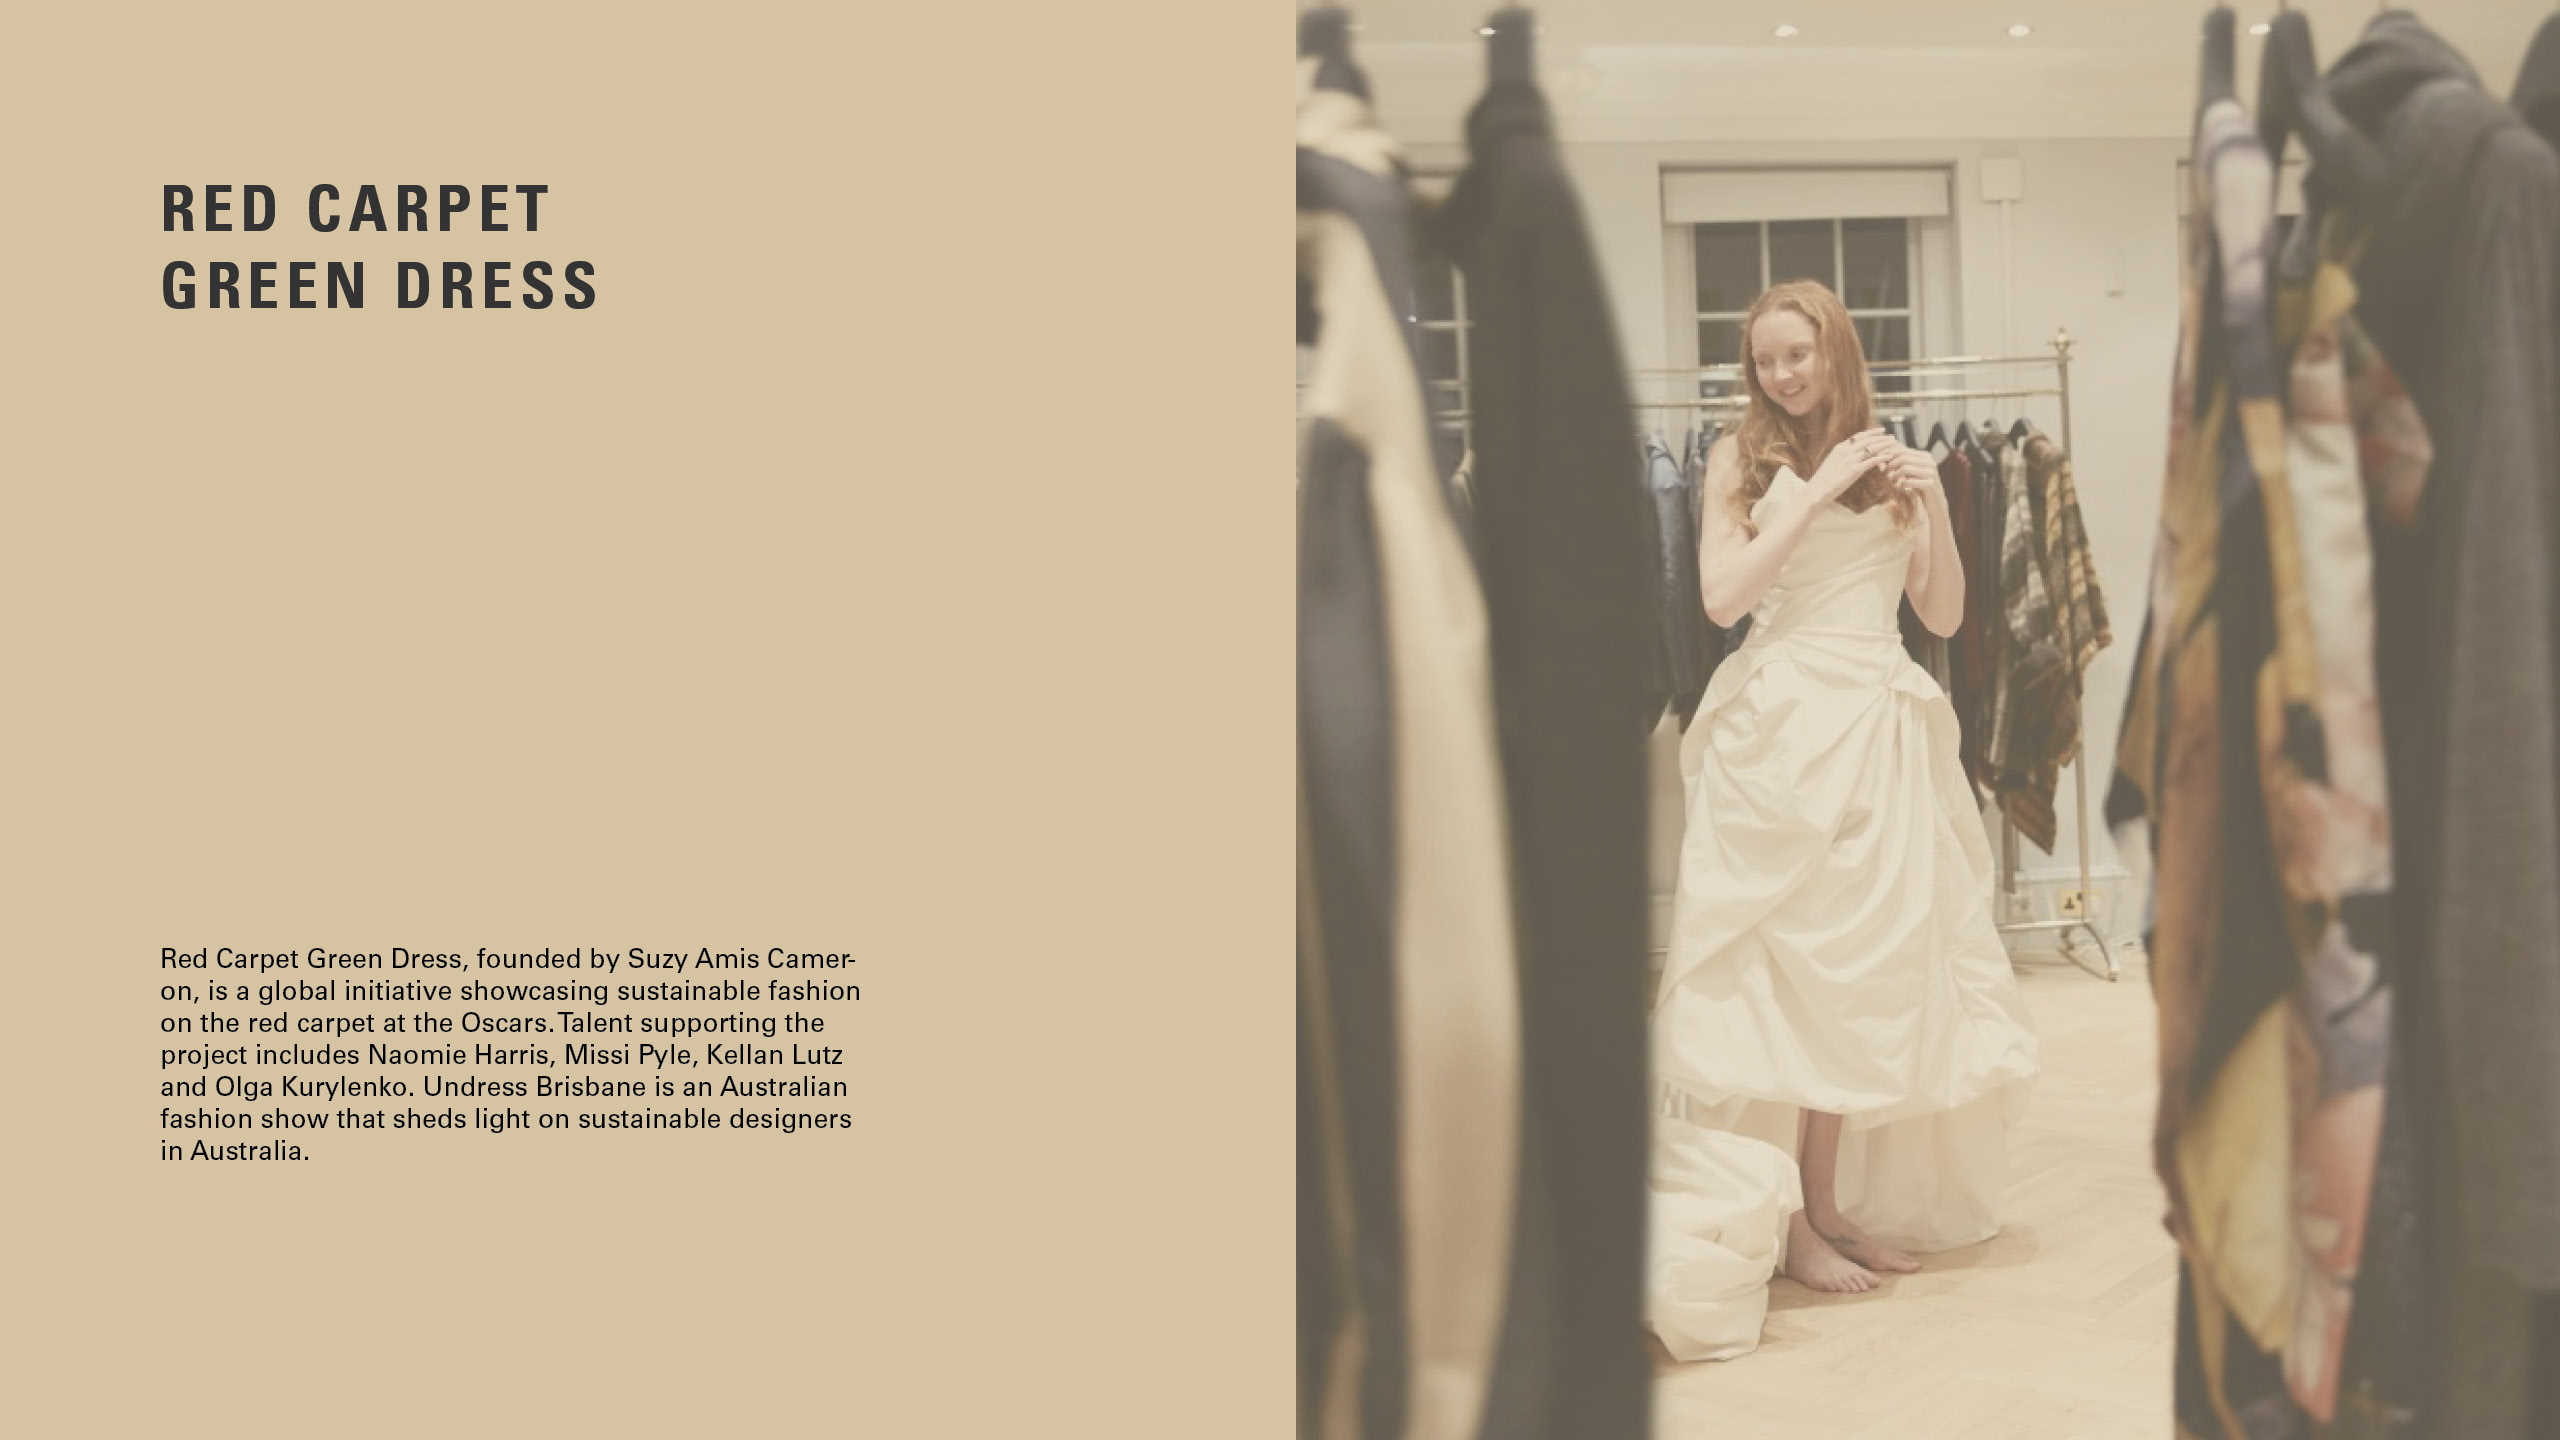 RED CARPET
GREEN DRESS
Red Carpet Green Dress, founded by Suzy Amis Camer-
on, is a global initiative showcasing sustainable fashion
on the red carpet at the Oscars. Talent supporting the
project includes Naomie Harris, Missi Pyle, Kellan Lutz
and Olga Kurylenko. Undress Brisbane is an Australian
fashion show that sheds light on sustainable designers
in Australia.